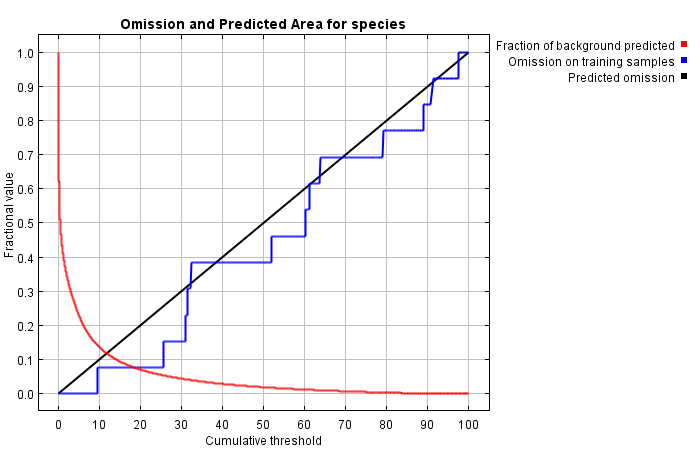 Omission and Predicted Area for species
Fraction of background predicted
Omission on training samples
Predicted omission
Fractional value
1.0
0.9
0.8
0.7
0.6
0.5
0.4
0.3
0.2
0.1
0.0
0 10 20 30 40 50 60 70 80 90 100
Cumulative threshold